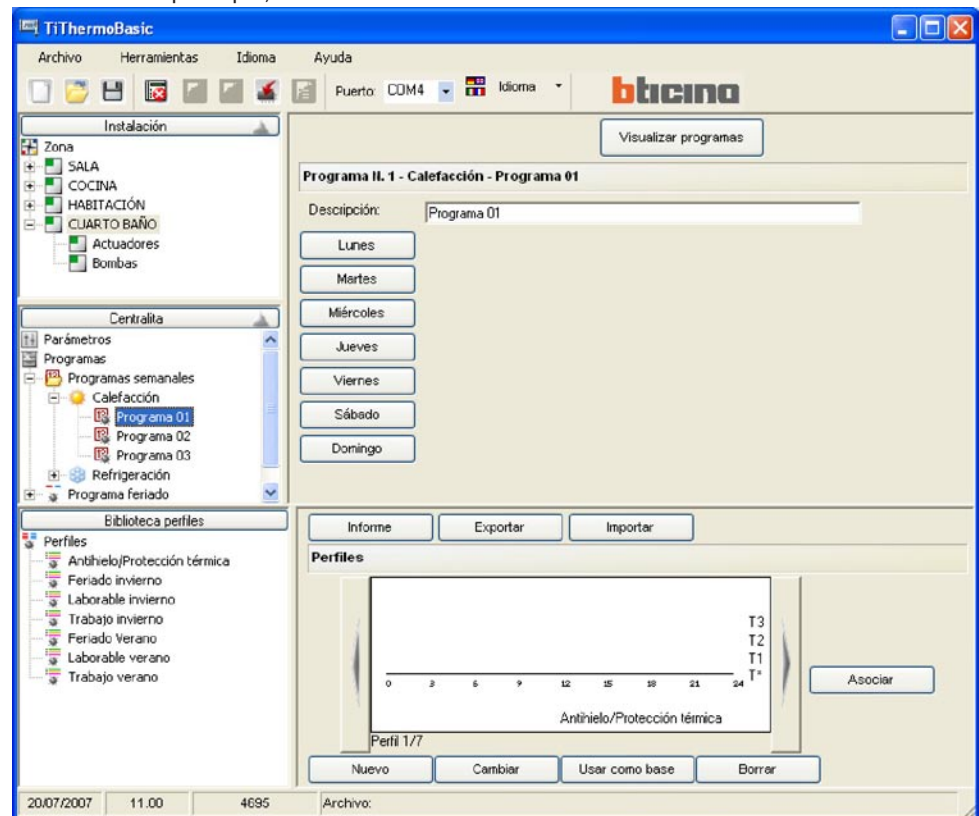 TiThermoBasic
Archivo Herramientas Idioma Ayuda
Puerto: COM4 Idioma bticino
Instalación
Zona
SALA
COCINA
HABITACIÓN
CUARTO BAÑO
Actuadores
Bombas
Centralita
Parámetros
Programas
Programas semanales
Calefacción
Programa 01
Programa 02
Programa 03
Refrigeración
Programa feriado
Biblioteca perfiles
Perfiles
Antihielo/Protección térmica
Feriado invierno
Laborable invierno
Trabajo invierno
Feriado Verano
Laborable verano
Trabajo verano
Visualizar programas
Programa N. 1 - Calefacción - Programa 01
Descripción: Programa 01
Lunes
Martes
Miércoles
Jueves
Viernes
Sábado
Domingo
Informe Exportar Importar
Perfiles
T3
T2
T1
T*
0 3 6 9 12 15 18 21 24
Antihielo/Protección térmica
Perfil 1/7
Asociar
Nuevo Cambiar Usar como base Borrar
20/07/2007 11.00 4695 Archivo: